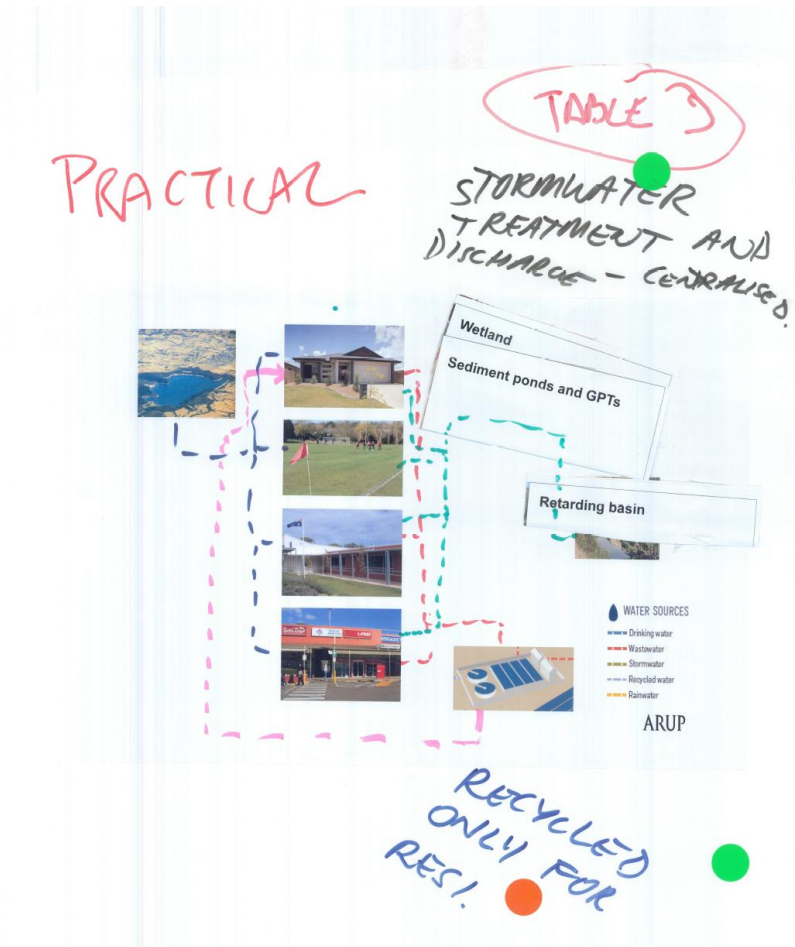 TABLE 3
PRACTICAL
STORMWATER
TREATMENT AND
DISCHARGE – CENTRALISED.
Wetland
Sediment ponds and GPTs
Retarding basin
WATER SOURCES
Drinking water
Wastewater
Stormwater
Recycled water
Rainwater
ARUP
RECYCLED
ONLY FOR
RESI.